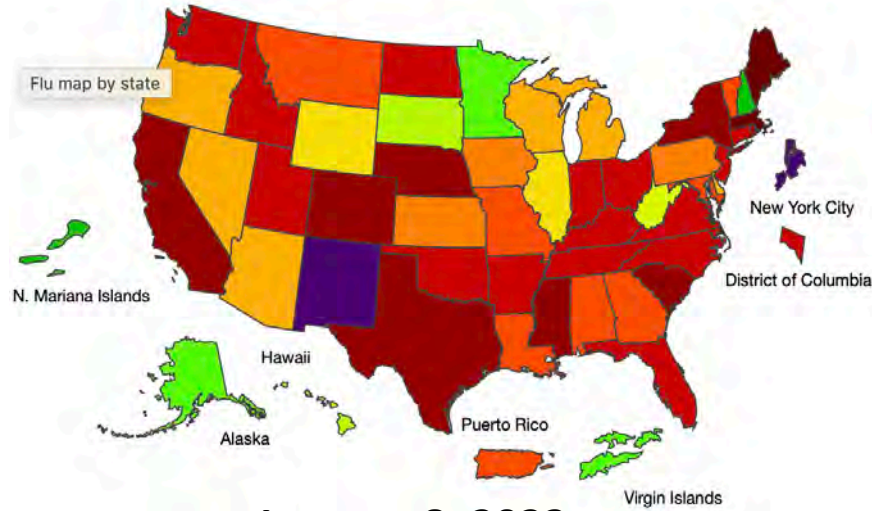 Flu map by state
New York City
District of Columbia
N. Mariana Islands
Hawaii
Alaska
Puerto Rico
Virgin Islands